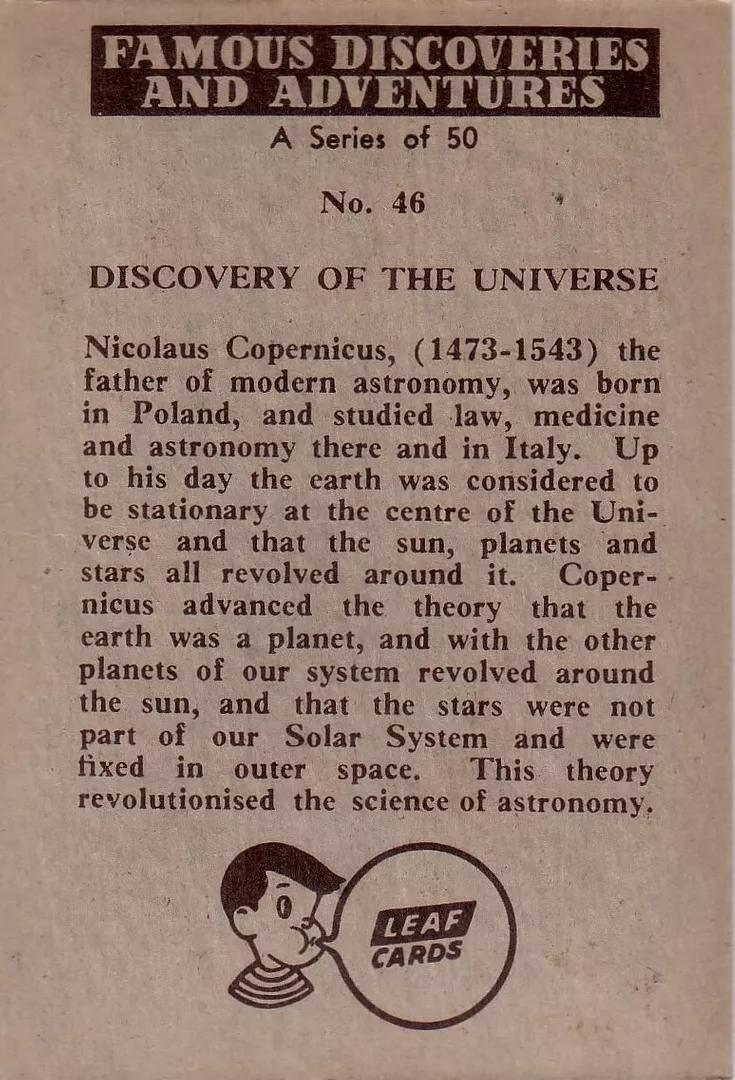 FAMOUS DISCOVERIES
AND ADVENTURES
A Series of 50
No. 46
DISCOVERY OF THE UNIVERSE
Nicolaus Copernicus, (1473-1543) the
father of modern astronomy, was born
in Poland, and studied law, medicine
and astronomy there and in Italy. Up
to his day the earth was considered to
be stationary at the centre of the Uni-
verse and that the sun, planets and
stars all revolved around it. Coper-
nicus advanced the theory that the
earth was a planet, and with the other
planets of our system revolved around
the sun, and that the stars were not
part of our Solar System and were
fixed in outer space. This theory
revolutionised the science of astronomy.
LEAF
CARDS